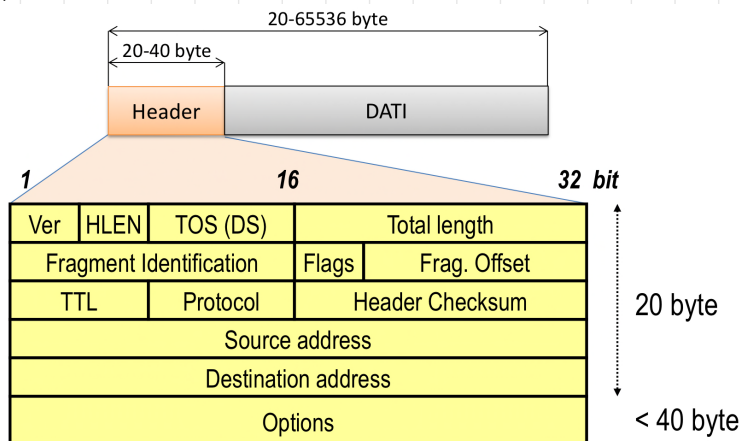 20-65536 byte
20-40 byte
Header DATI
1 16 32 bit
Ver HLEN TOS (DS) Total length
Fragment Identification Flags Frag. Offset
TTL Protocol Header Checksum
20 byte
Source address
Destination address
Options < 40 byte